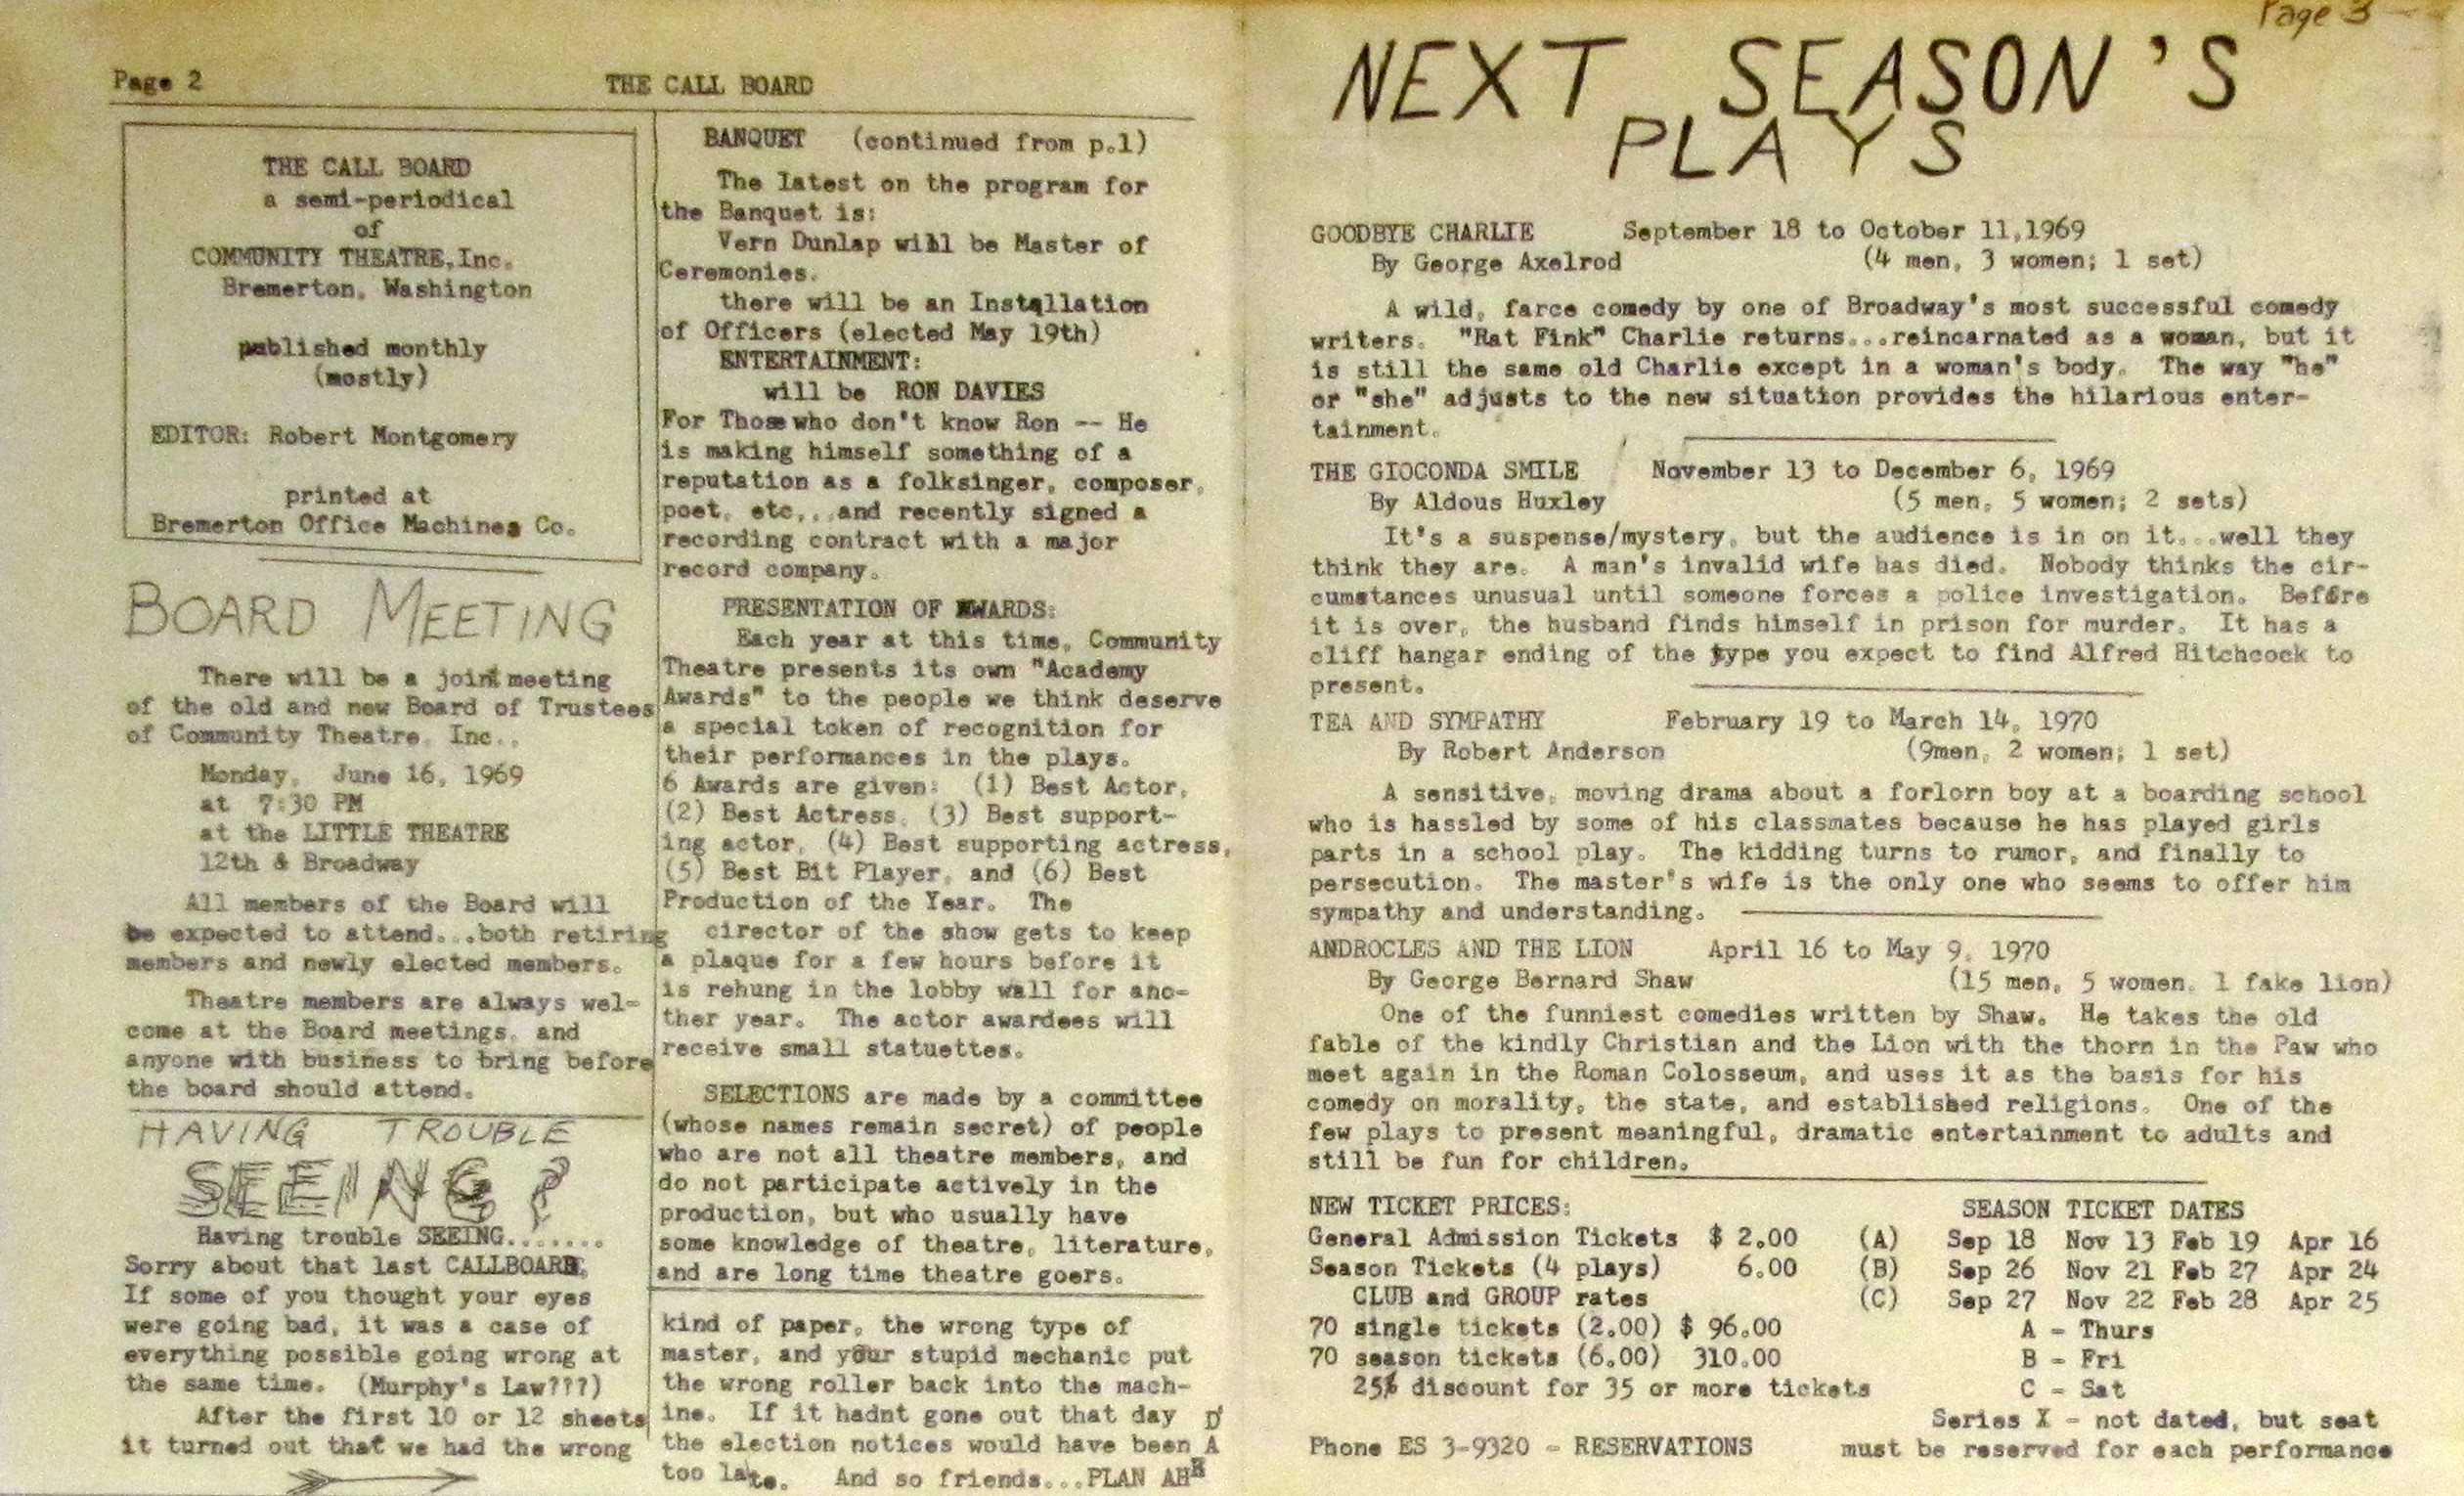 Page 2
THE CALL BOARD
THE CALL BOARD
a semi-periodical
of
COMMUNITY THEATRE,Inc.
Bremerton, Washington
published monthly
(mostly)
EDITOR: Robert Montgomery
printed at
Bremerton Office Machines Co.
BOARD MEETING
There will be a joint meeting
of the old and new Board of Trustees
of Community Theatre, Inc.,
Monday, June 16, 1969
at 7:30 PM
at the LITTLE THEATRE
12th & Broadway
All members of the Board will
be expected to attend...both retiring
members and newly elected members.
Theatre members are always wel-
come at the Board meetings, and
anyone with business to bring before
the board should attend.
HAVING TROUBLE
SEEING?
Having trouble SEEING.......
Sorry about that last CALLBOARD.
If some of you thought your eyes
were going bad, it was a case of
everything possible going wrong at
the same time. (Murphy's Law???)
After the first 10 or 12 sheets
it turned out that we had the wrong
BANQUET (continued from p.1)
The latest on the program for
the Banquet is:
Vern Dunlap will be Master of
Ceremonies.
there will be an Installation
of Officers (elected May 19th)
ENTERTAINMENT:
will be RON DAVIES
For Those who don't know Ron -- He
is making himself something of a
reputation as a folksinger, composer,
poet, etc,..and recently signed a
recording contract with a major
record company.
PRESENTATION OF AWARDS:
Each year at this time, Community
Theatre presents its own "Academy
Awards" to the people we think deserve
a special token of recognition for
their performances in the plays.
6 Awards are given: (1) Best Actor,
(2) Best Actress, (3) Best support-
ing actor, (4) Best supporting actress,
(5) Best Bit Player, and (6) Best
Production of the Year. The
cirector of the show gets to keep
a plaque for a few hours before it
is rehung in the lobby wall for ano-
ther year. The actor awardees will
receive small statuettes.
SELECTIONS are made by a committee
(whose names remain secret) of people
who are not all theatre members, and
do not participate actively in the
production, but who usually have
some knowledge of theatre, literature,
and are long time theatre goers.
kind of paper, the wrong type of
master, and your stupid mechanic put
the wrong roller back into the mach-
ine. If it hadnt gone out that day
the election notices would have been
too late. And so friends...PLAN AHEAD
Page 3
NEXT SEASON'S
PLAYS
GOODBYE CHARLIE September 18 to October 11,1969
By George Axelrod (4 men, 3 women; 1 set)
A wild, farce comedy by one of Broadway's most successful comedy
writers. "Rat Fink" Charlie returns...reincarnated as a woman, but it
is still the same old Charlie except in a woman's body. The way "he"
or "she" adjusts to the new situation provides the hilarious enter-
tainment.
THE GIOCONDA SMILE November 13 to December 6, 1969
By Aldous Huxley (5 men, 5 women; 2 sets)
It's a suspense/mystery, but the audience is in on it...well they
think they are. A man's invalid wife has died. Nobody thinks the cir-
cumstances unusual until someone forces a police investigation. Before
it is over, the husband finds himself in prison for murder. It has a
cliff hangar ending of the type you expect to find Alfred Hitchcock to
present.
TEA AND SYMPATHY February 19 to March 14, 1970
By Robert Anderson (9men, 2 women; 1 set)
A sensitive, moving drama about a forlorn boy at a boarding school
who is hassled by some of his classmates because he has played girls
parts in a school play. The kidding turns to rumor, and finally to
persecution. The master's wife is the only one who seems to offer him
sympathy and understanding.
ANDROCLES AND THE LION April 16 to May 9, 1970
By George Bernard Shaw (15 men, 5 women, 1 fake lion)
One of the funniest comedies written by Shaw. He takes the old
fable of the kindly Christian and the Lion with the thorn in the Paw who
meet again in the Roman Colosseum, and uses it as the basis for his
comedy on morality, the state, and established religions. One of the
few plays to present meaningful, dramatic entertainment to adults and
still be fun for children.
NEW TICKET PRICES:
General Admission Tickets $ 2.00
Season Tickets (4 plays) 6.00
CLUB and GROUP rates
70 single tickets (2.00) $ 96.00
70 season tickets (6.00) 310.00
25% discount for 35 or more tickets
Phone ES 3-9320 - RESERVATIONS
SEASON TICKET DATES
(A) Sep 18 Nov 13 Feb 19 Apr 16
(B) Sep 26 Nov 21 Feb 27 Apr 24
(C) Sep 27 Nov 22 Feb 28 Apr 25
A - Thurs
B - Fri
C - Sat
Series X - not dated, but seat
must be reserved for each performance